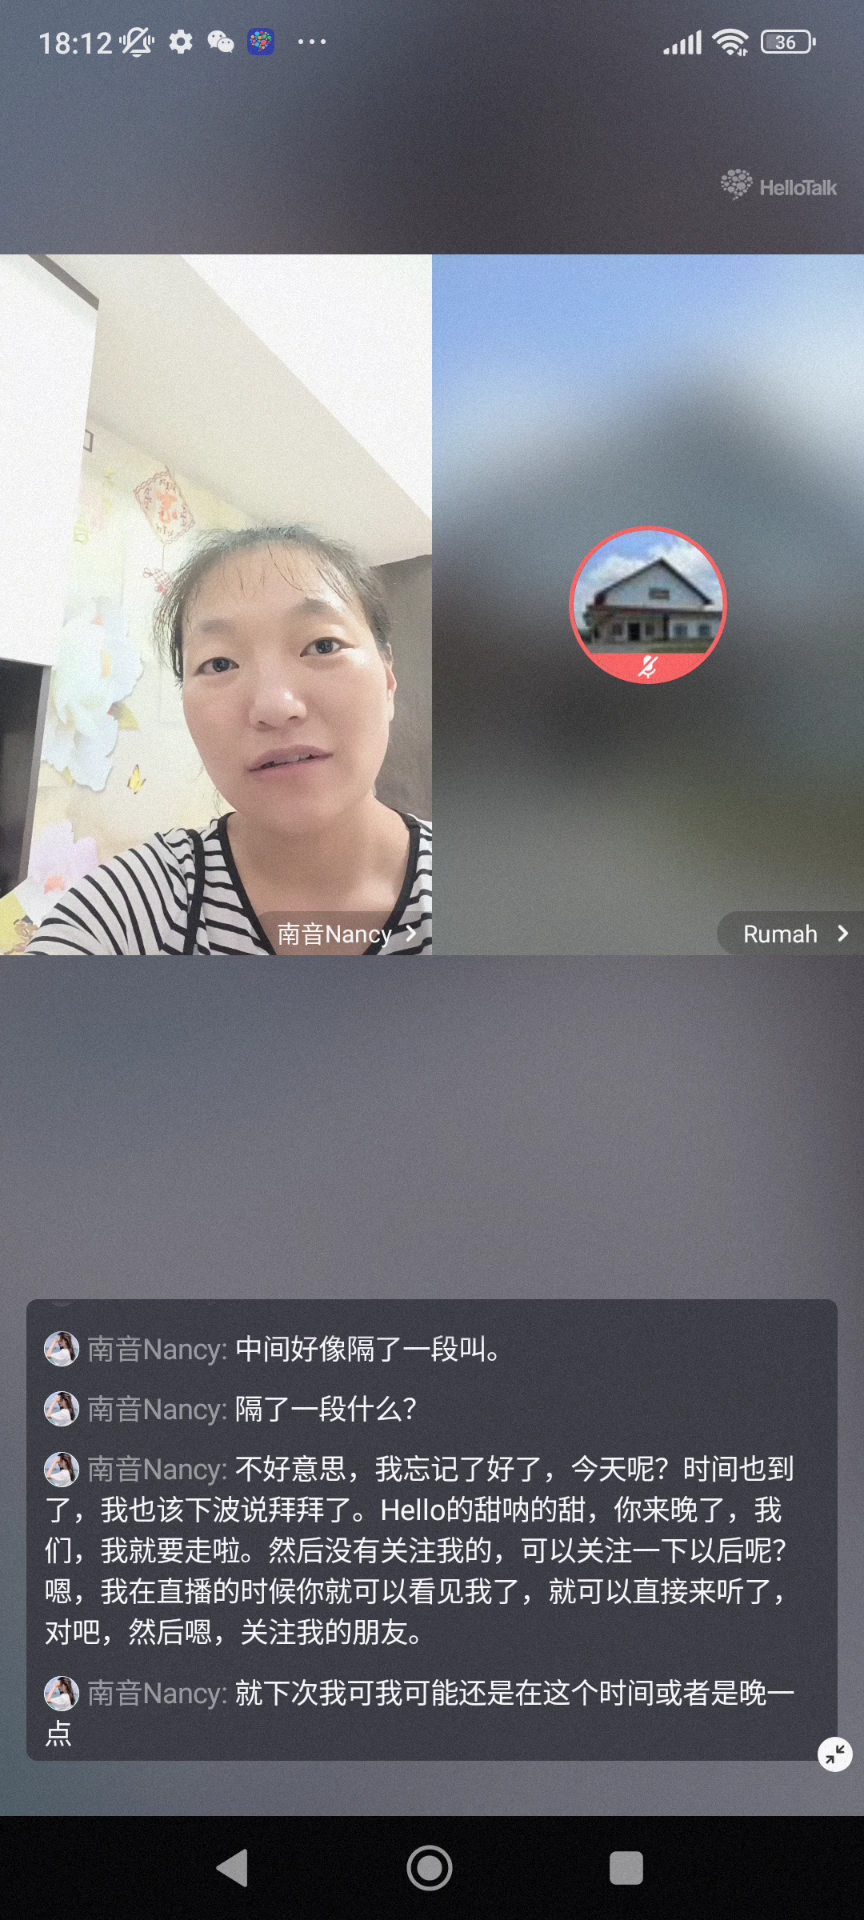 18:12
36
HelloTalk
南音Nancy
Rumah
南音Nancy: 中间好像隔了一段叫。
南音Nancy: 隔了一段什么？
南音Nancy: 不好意思，我忘记了好了，今天呢？时间也到
了，我也该下波说拜拜了。Hello的甜呐的甜，你来晚了，我
们，我就要走啦。然后没有关注我的，可以关注一下以后呢？
嗯，我在直播的时候你就可以看见我了，就可以直接来听了，
对吧，然后嗯，关注我的朋友。
南音Nancy: 就下次我可我可能还是在这个时间或者是晚一
点